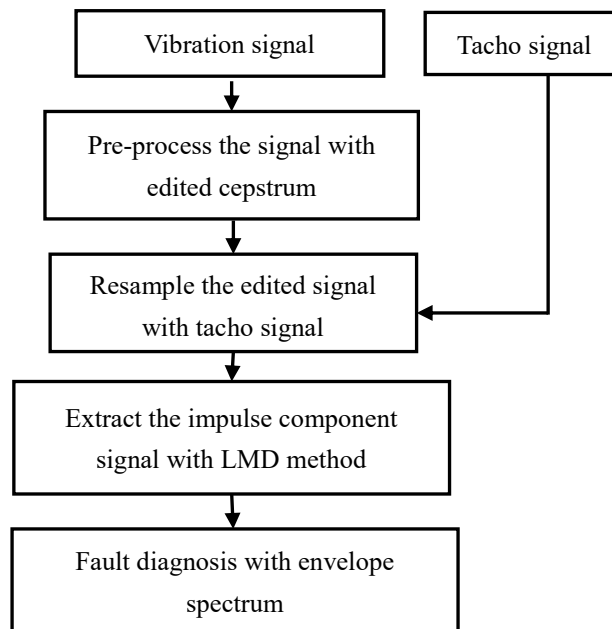 Vibration signal
Tacho signal
Pre-process the signal with
edited cepstrum
Resample the edited signal
with tacho signal
Extract the impulse component
signal with LMD method
Fault diagnosis with envelope
spectrum